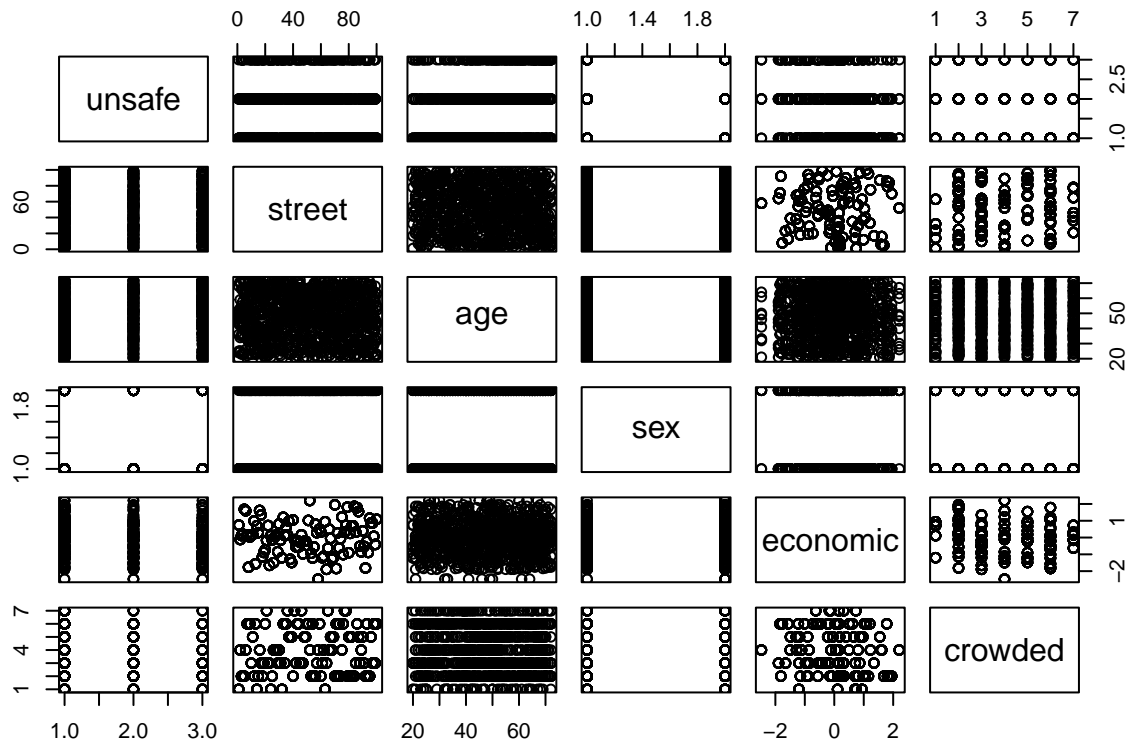 0 40 80
1.0 1.4 1.8
1 3 5 7
unsafe
1.0 2.5
0 60
street
age
20 50
1.0 1.8
sex
economic
−2 1
1 4 7
crowded
1.0 2.0 3.0
20 40 60
−2 0 2